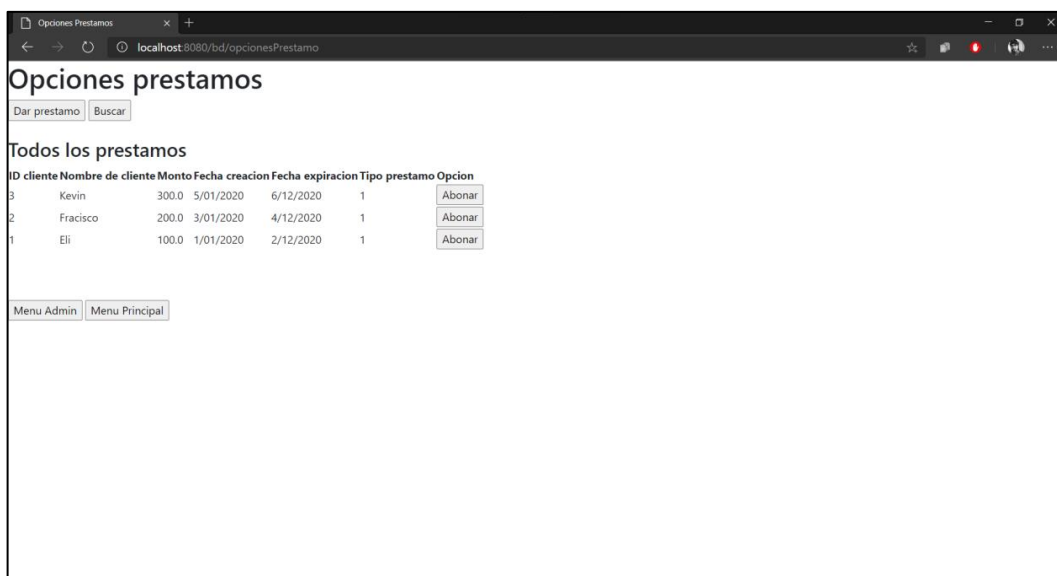 Opciones Prestamos
localhost:8080/bd/opcionesPrestamo
Opciones prestamos
Dar prestamo Buscar
Todos los prestamos
ID cliente Nombre de cliente Monto Fecha creacion Fecha expiracion Tipo prestamo Opcion
3 Kevin 300.0 5/01/2020 6/12/2020 1 Abonar
2 Fracisco 200.0 3/01/2020 4/12/2020 1 Abonar
1 Eli 100.0 1/01/2020 2/12/2020 1 Abonar
Menu Admin Menu Principal